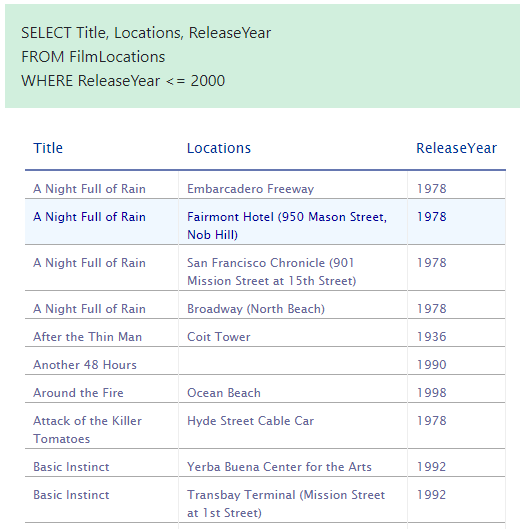 SELECT Title, Locations, ReleaseYear
FROM FilmLocations
WHERE ReleaseYear <= 2000
Title Locations ReleaseYear
A Night Full of Rain Embarcadero Freeway 1978
A Night Full of Rain Fairmont Hotel (950 Mason Street, 1978
Nob Hill)
A Night Full of Rain San Francisco Chronicle (901 1978
Mission Street at 15th Street)
A Night Full of Rain Broadway (North Beach) 1978
After the Thin Man Coit Tower 1936
Another 48 Hours 1990
Around the Fire Ocean Beach 1998
Attack of the Killer Hyde Street Cable Car 1978
Tomatoes
Basic Instinct Yerba Buena Center for the Arts 1992
Basic Instinct Transbay Terminal (Mission Street 1992
at 1st Street)